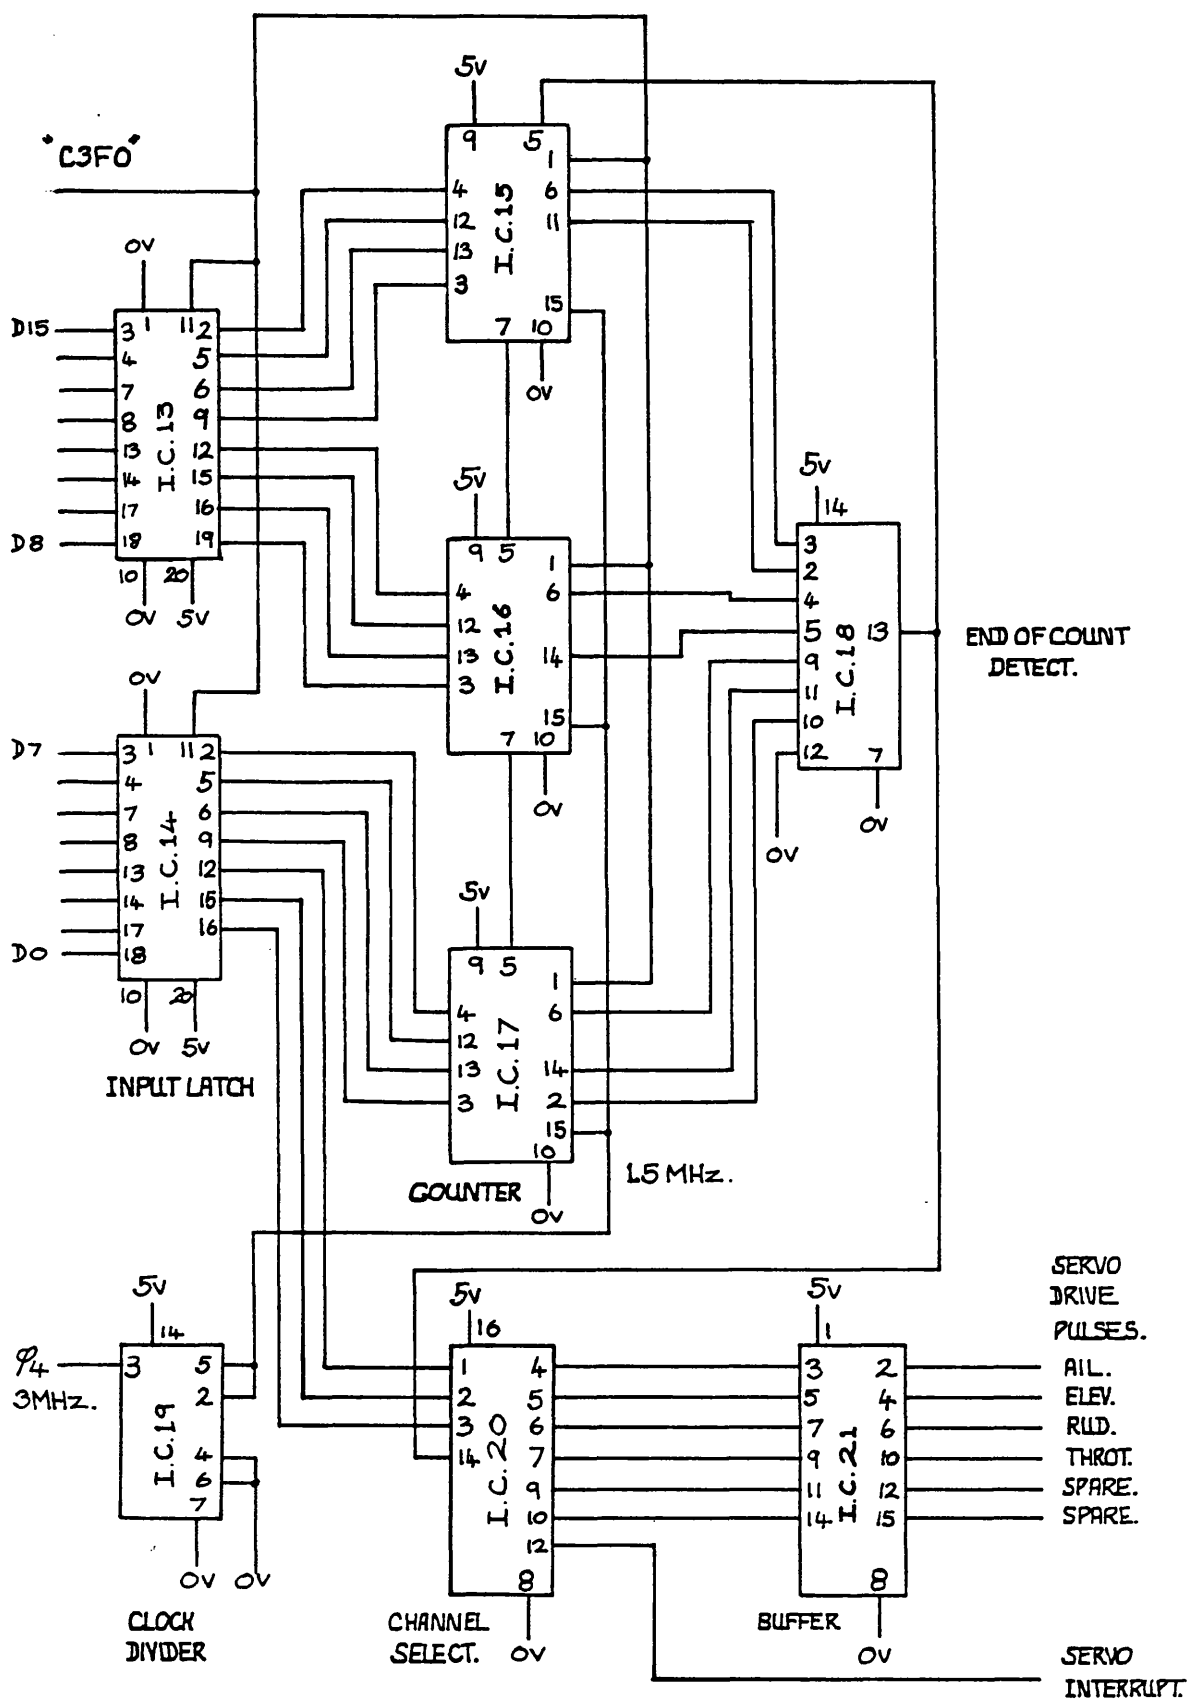 "C3F0"
5V
9 5
1
4 6
12 11
13
3
I.C.15
15
7 10
0V
0V
D15 3 1 11 2
4 5
7 6
8 9
13 12
14 15
17 16
D8 18 19
I.C.13
10 20
0V 5V
5V
9 5
1
4 6
12
13 14
3
I.C.16
15
7 10
0V
5V
14
3
2
4
5 13
9
11
10
12 7
I.C.18
0V
0V
END OF COUNT
DETECT.
0V
D7 3 1 11 2
4 5
7 6
8 9
13 12
14 15
17 16
D0 18
I.C.14
10 20
0V 5V
INPUT LATCH
5V
9 5
1
4 6
12
13 14
3 2
I.C.17
15
10
0V
COUNTER
1.5 MHz.
5V
14
φ4 3 5
3MHz. 2
4
6
7
I.C.19
0V 0V
CLOCK
DIVIDER
5V
16
1 4
2 5
3 6
14 7
9
10
12
8
I.C.20
CHANNEL
SELECT. 0V
5V
1
3 2
5 4
7 6
9 10
11 12
14 15
8
I.C.21
BUFFER
0V
SERVO
DRIVE
PULSES.
AIL.
ELEV.
RUD.
THROT.
SPARE.
SPARE.
SERVO
INTERRUPT.